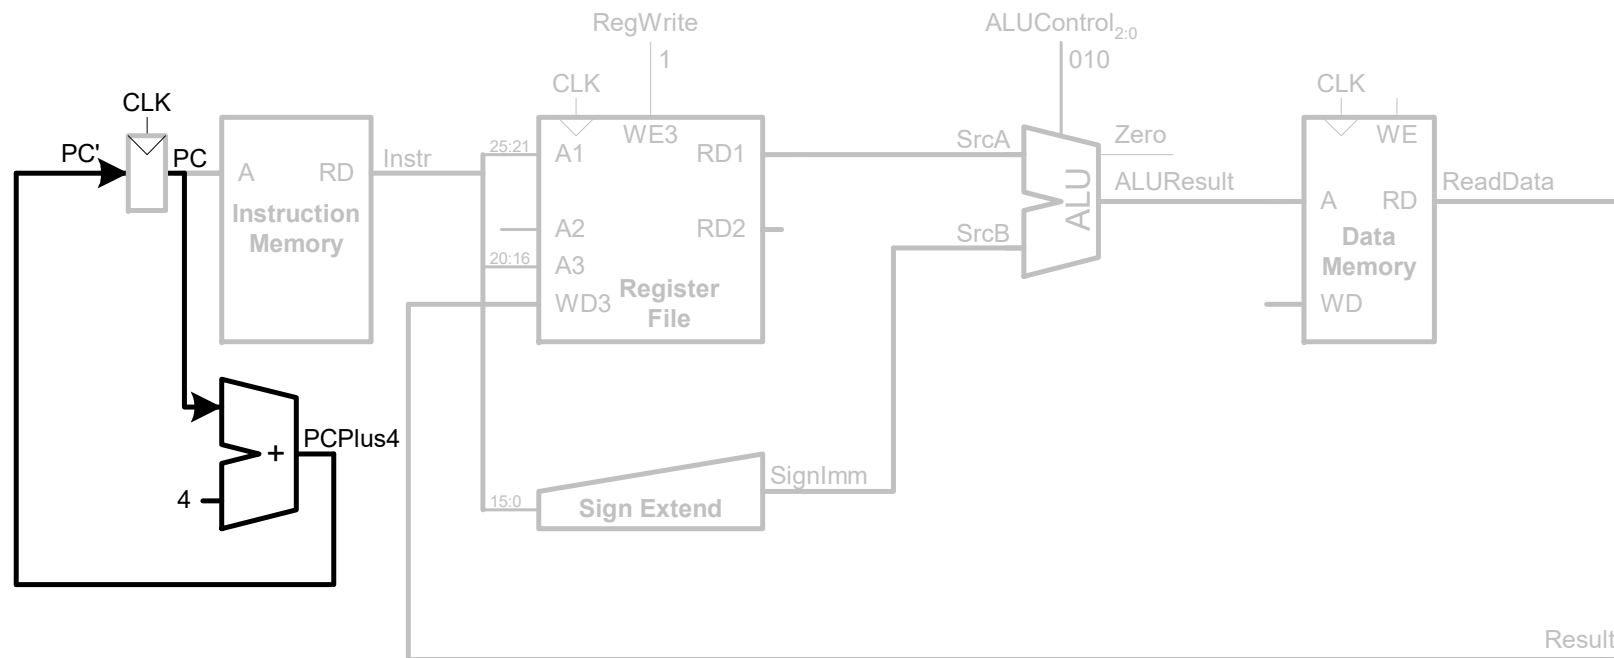 RegWrite
1
ALUControl2:0
010
CLK
PC'
PC
A
RD
Instruction
Memory
Instr
25:21
20:16
15:0
CLK
WE3
A1
RD1
A2
RD2
A3
WD3
Register
File
SrcA
SrcB
ALU
Zero
ALUResult
CLK
WE
A
RD
Data
Memory
WD
ReadData
+
PCPlus4
4
Sign Extend
SignImm
Result